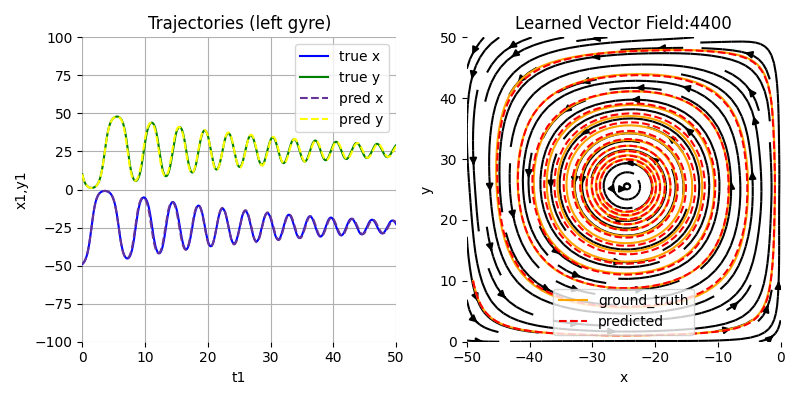 Trajectories (left gyre)
100
75
50
25
0
−25
−50
−75
−100
x1,y1
0
10
20
30
40
50
t1
true x
true y
pred x
pred y
Learned Vector Field:4400
50
40
30
20
10
0
y
−50
−40
−30
−20
−10
0
x
ground_truth
predicted